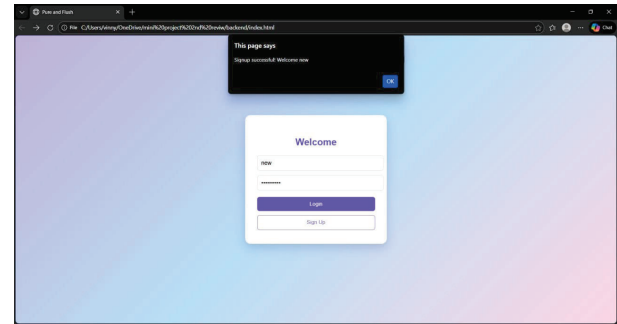 Pure and Flush
File C:/Users/vinny/OneDrive/mini%20project%202nd%20reviw/backend/index.html
Chat
This page says
Signup successful! Welcome new
OK
Welcome
new
••••••••••
Login
Sign Up